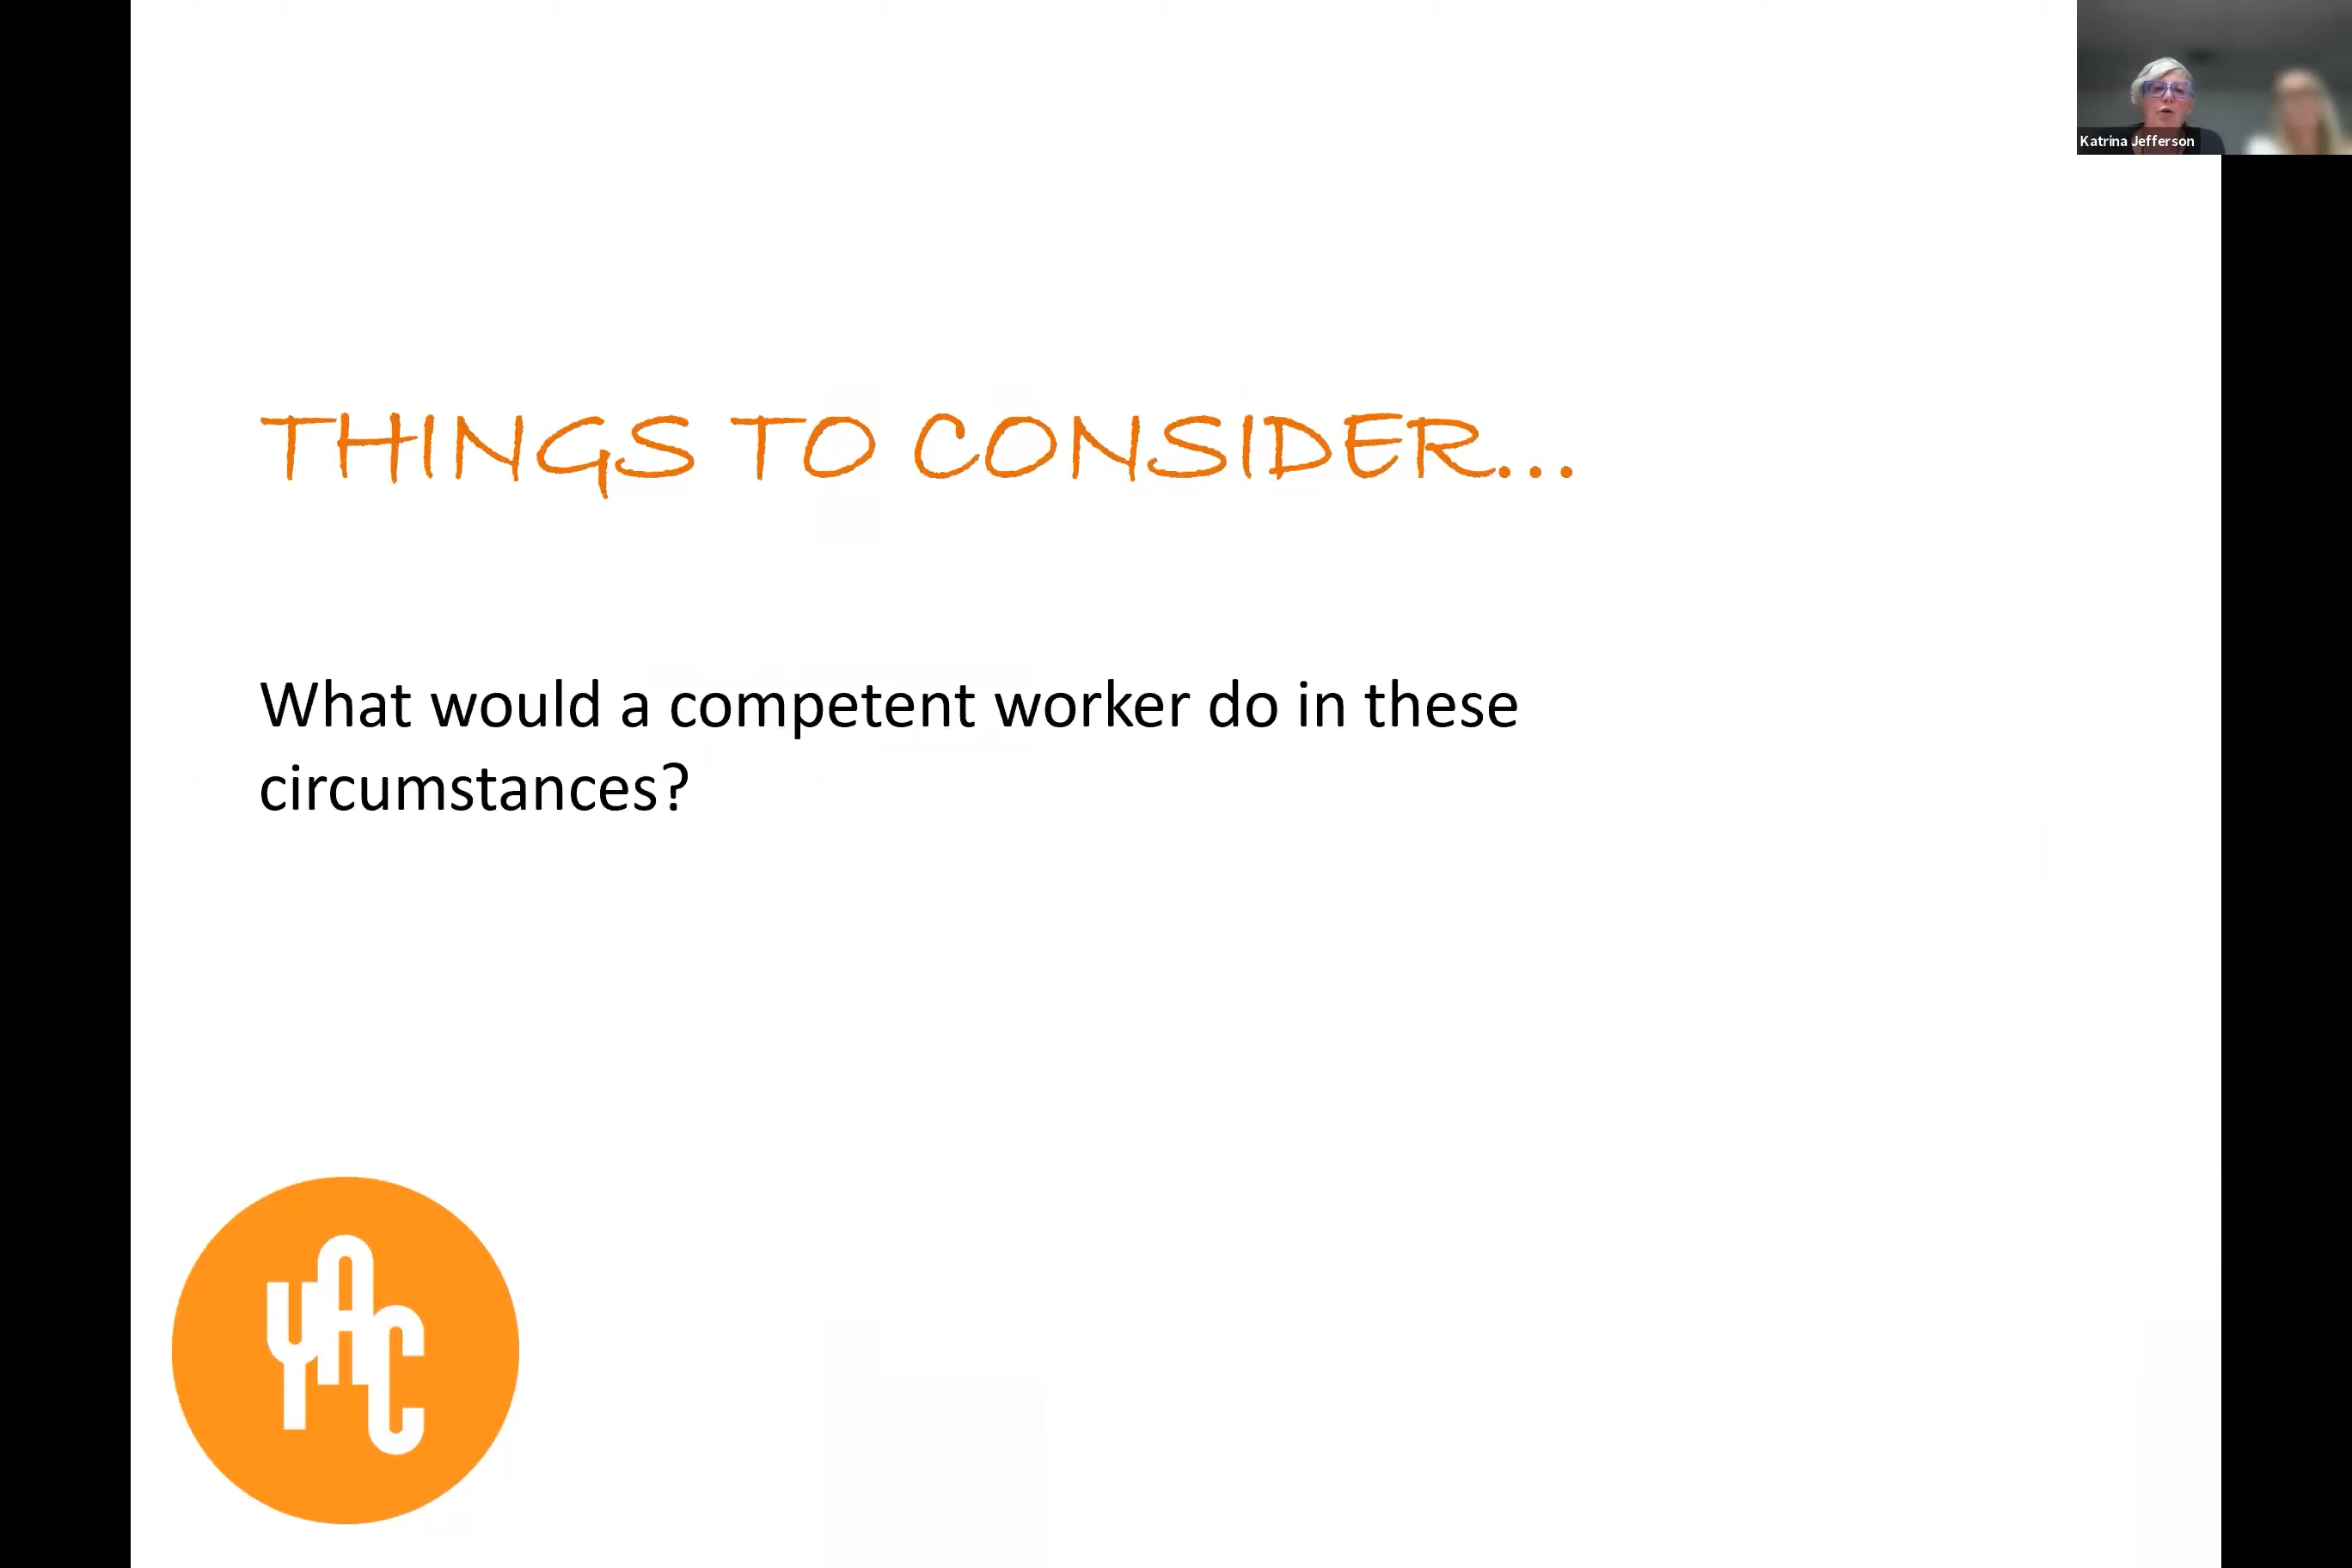 Katrina Jefferson
THINGS TO CONSIDER...
What would a competent worker do in these
circumstances?
YAC